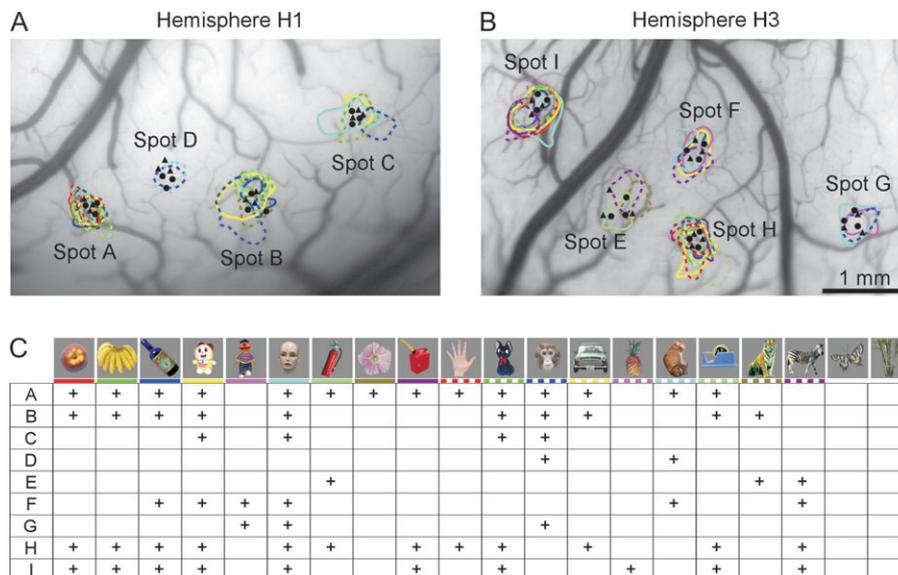 A Hemisphere H1
B Hemisphere H3
Spot D
Spot C
Spot A
Spot B
Spot I
Spot F
Spot G
Spot E
Spot H
1 mm
C
A + + + + + + + + + + + + + +
B + + + + + + + + + +
C + + + +
D + +
E + + +
F + + + + + +
G + + +
H + + + + + + + + + + + +
I + + + + + + + + + +